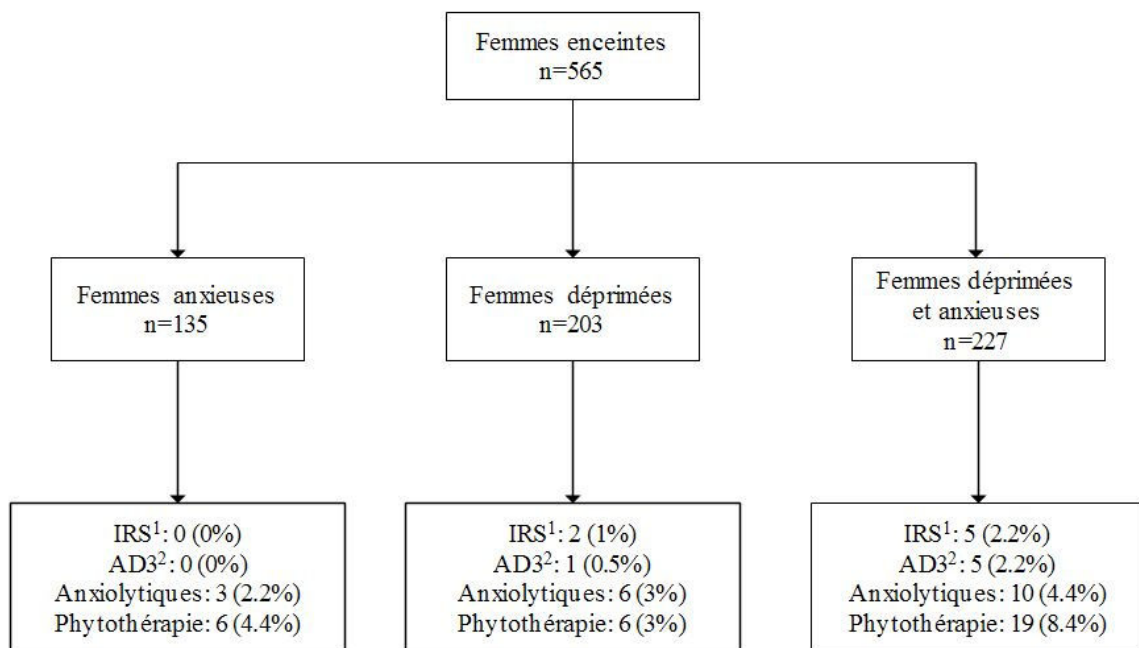 Femmes enceintes
n=565
Femmes anxieuses
n=135
Femmes déprimées
n=203
Femmes déprimées
et anxieuses
n=227
IRS¹: 0 (0%)
AD3²: 0 (0%)
Anxiolytiques: 3 (2.2%)
Phytothérapie: 6 (4.4%)
IRS¹: 2 (1%)
AD3²: 1 (0.5%)
Anxiolytiques: 6 (3%)
Phytothérapie: 6 (3%)
IRS¹: 5 (2.2%)
AD3²: 5 (2.2%)
Anxiolytiques: 10 (4.4%)
Phytothérapie: 19 (8.4%)